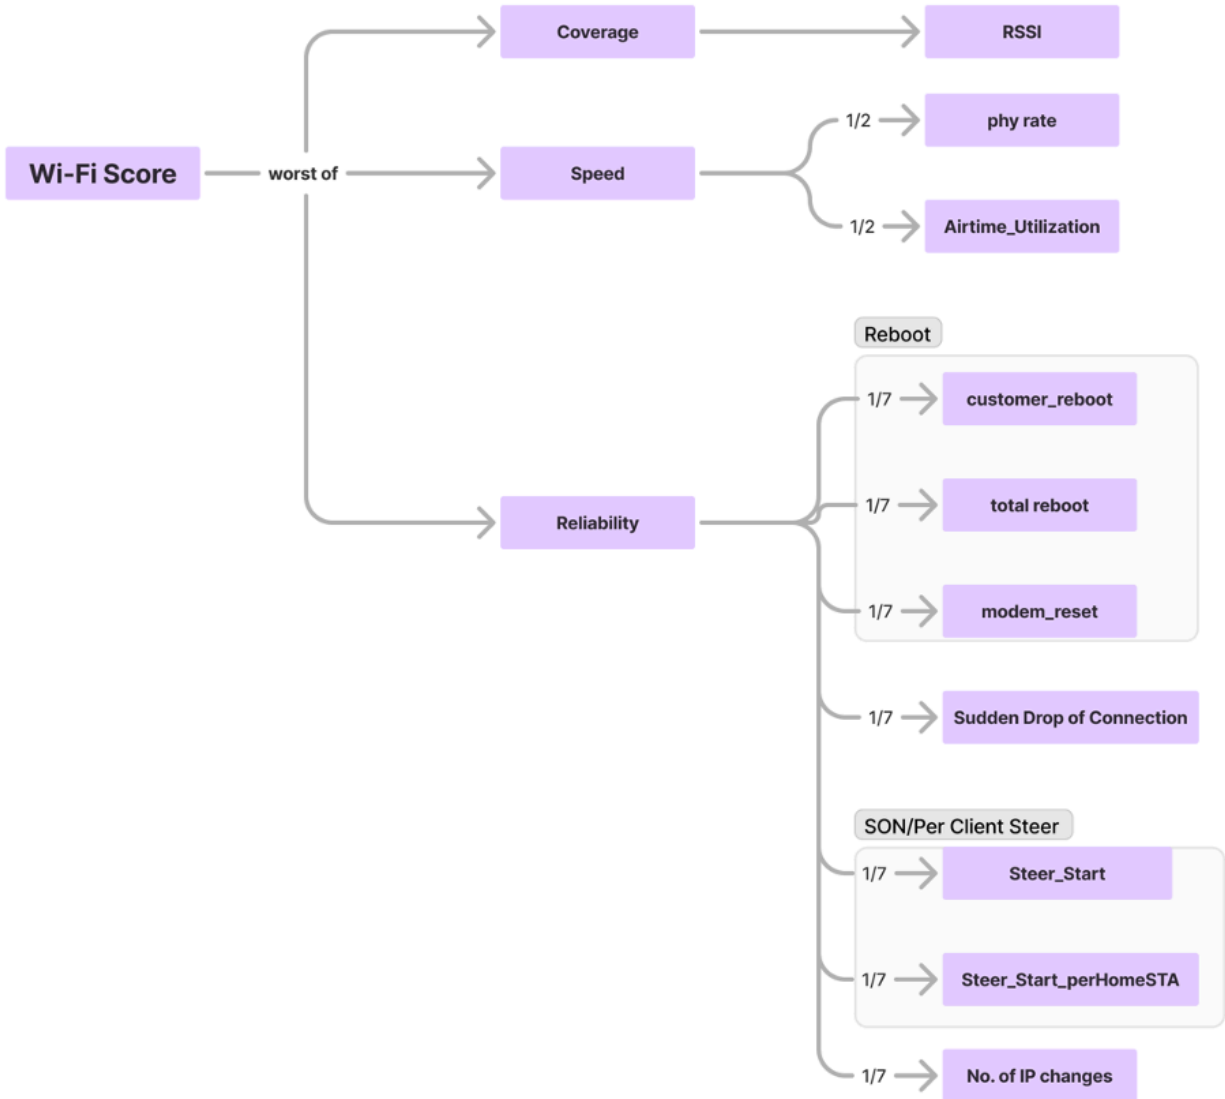 Coverage
RSSI
1/2
phy rate
Wi-Fi Score
worst of
Speed
1/2
Airtime_Utilization
Reboot
1/7
customer_reboot
1/7
total reboot
Reliability
1/7
modem_reset
1/7
Sudden Drop of Connection
SON/Per Client Steer
1/7
Steer_Start
1/7
Steer_Start_perHomeSTA
1/7
No. of IP changes